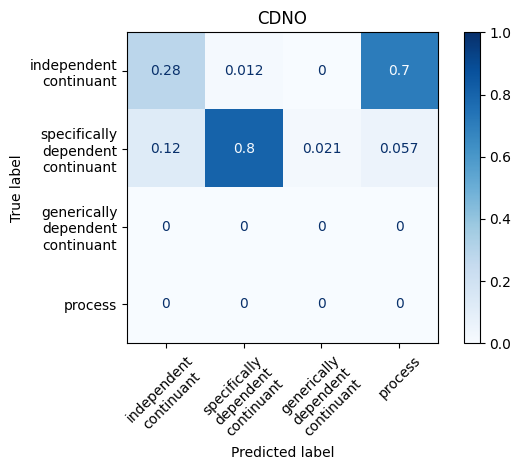 CDNO
independent
continuant
0.28 0.012 0 0.7
specifically
dependent
continuant
0.12 0.8 0.021 0.057
generically
dependent
continuant
0 0 0 0
process
0 0 0 0
True label
independent
continuant
specifically
dependent
continuant
generically
dependent
continuant
process
Predicted label
1.0
0.8
0.6
0.4
0.2
0.0